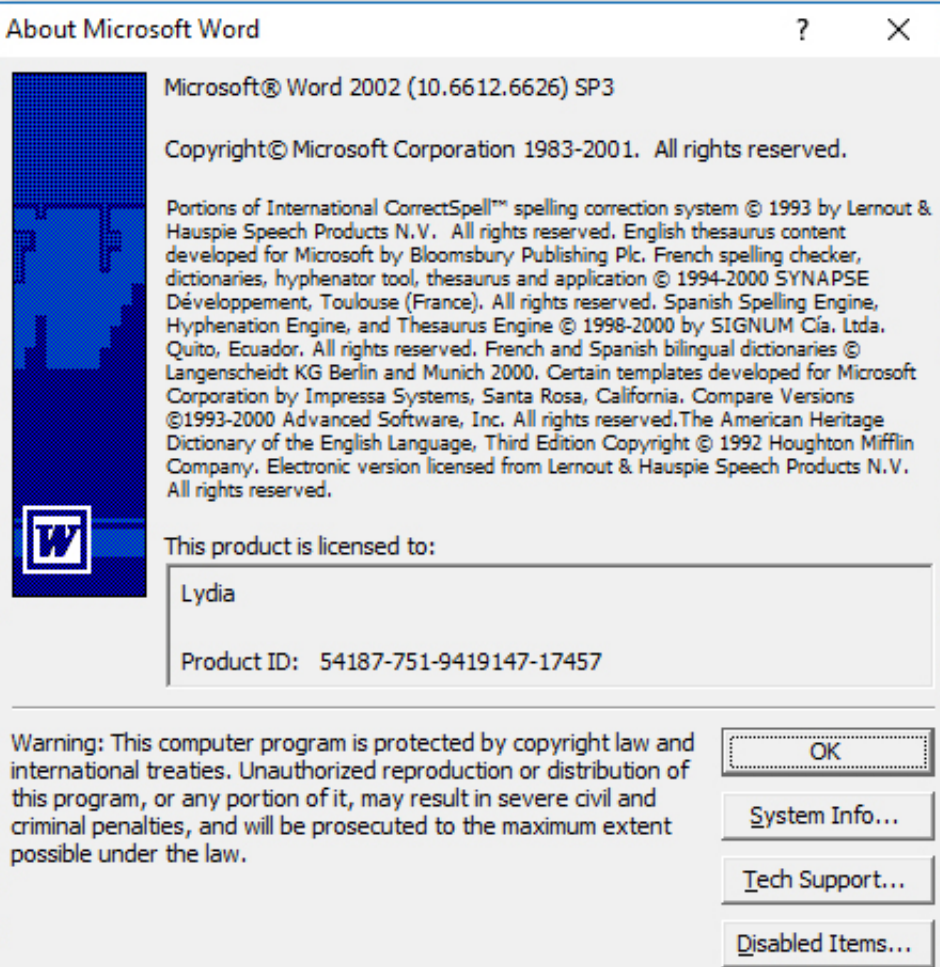 About Microsoft Word
?
Microsoft® Word 2002 (10.6612.6626) SP3
Copyright© Microsoft Corporation 1983-2001.  All rights reserved.
Portions of International CorrectSpell™ spelling correction system © 1993 by Lernout &
Hauspie Speech Products N.V.  All rights reserved. English thesaurus content
developed for Microsoft by Bloomsbury Publishing Plc. French spelling checker,
dictionaries, hyphenator tool, thesaurus and application © 1994-2000 SYNAPSE
Développement, Toulouse (France). All rights reserved. Spanish Spelling Engine,
Hyphenation Engine, and Thesaurus Engine © 1998-2000 by SIGNUM Cía. Ltda.
Quito, Ecuador. All rights reserved. French and Spanish bilingual dictionaries ©
Langenscheidt KG Berlin and Munich 2000. Certain templates developed for Microsoft
Corporation by Impressa Systems, Santa Rosa, California. Compare Versions
©1993-2000 Advanced Software, Inc. All rights reserved.The American Heritage
Dictionary of the English Language, Third Edition Copyright © 1992 Houghton Mifflin
Company. Electronic version licensed from Lernout & Hauspie Speech Products N.V.
All rights reserved.
W
This product is licensed to:
Lydia
Product ID:   54187-751-9419147-17457
Warning: This computer program is protected by copyright law and
international treaties. Unauthorized reproduction or distribution of
this program, or any portion of it, may result in severe civil and
criminal penalties, and will be prosecuted to the maximum extent
possible under the law.
OK
System Info...
Tech Support...
Disabled Items...